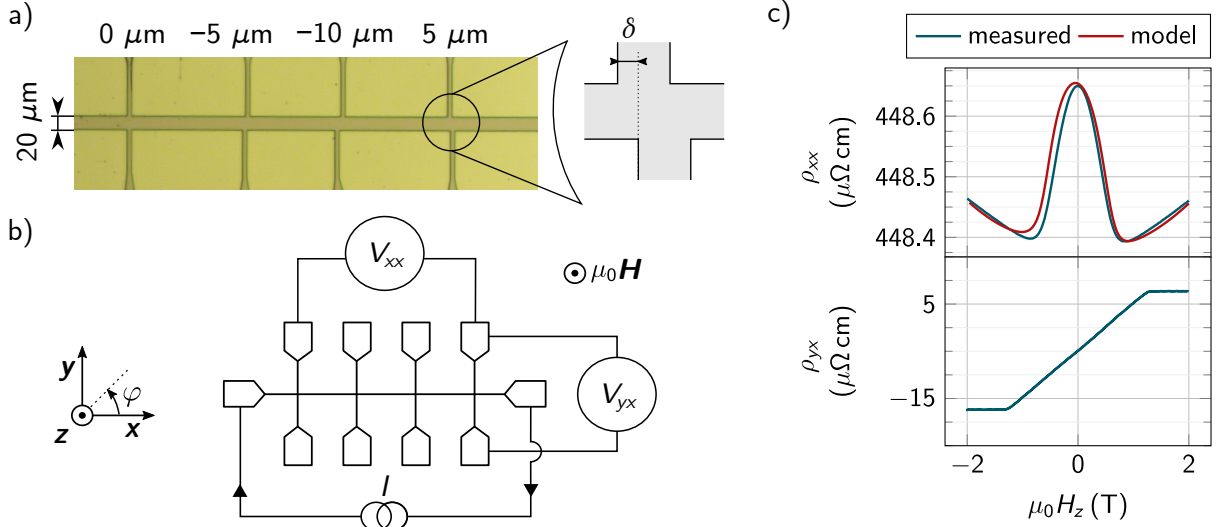 a)
0 μm −5 μm −10 μm 5 μm
20 μm
δ
b)
V_xx
μ₀H
V_yx
I
y
φ
z
x
c)
measured model
448.6
448.5
448.4
ρ_xx
(μΩ cm)
5
−15
ρ_yx
(μΩ cm)
−2 0 2
μ₀H_z (T)